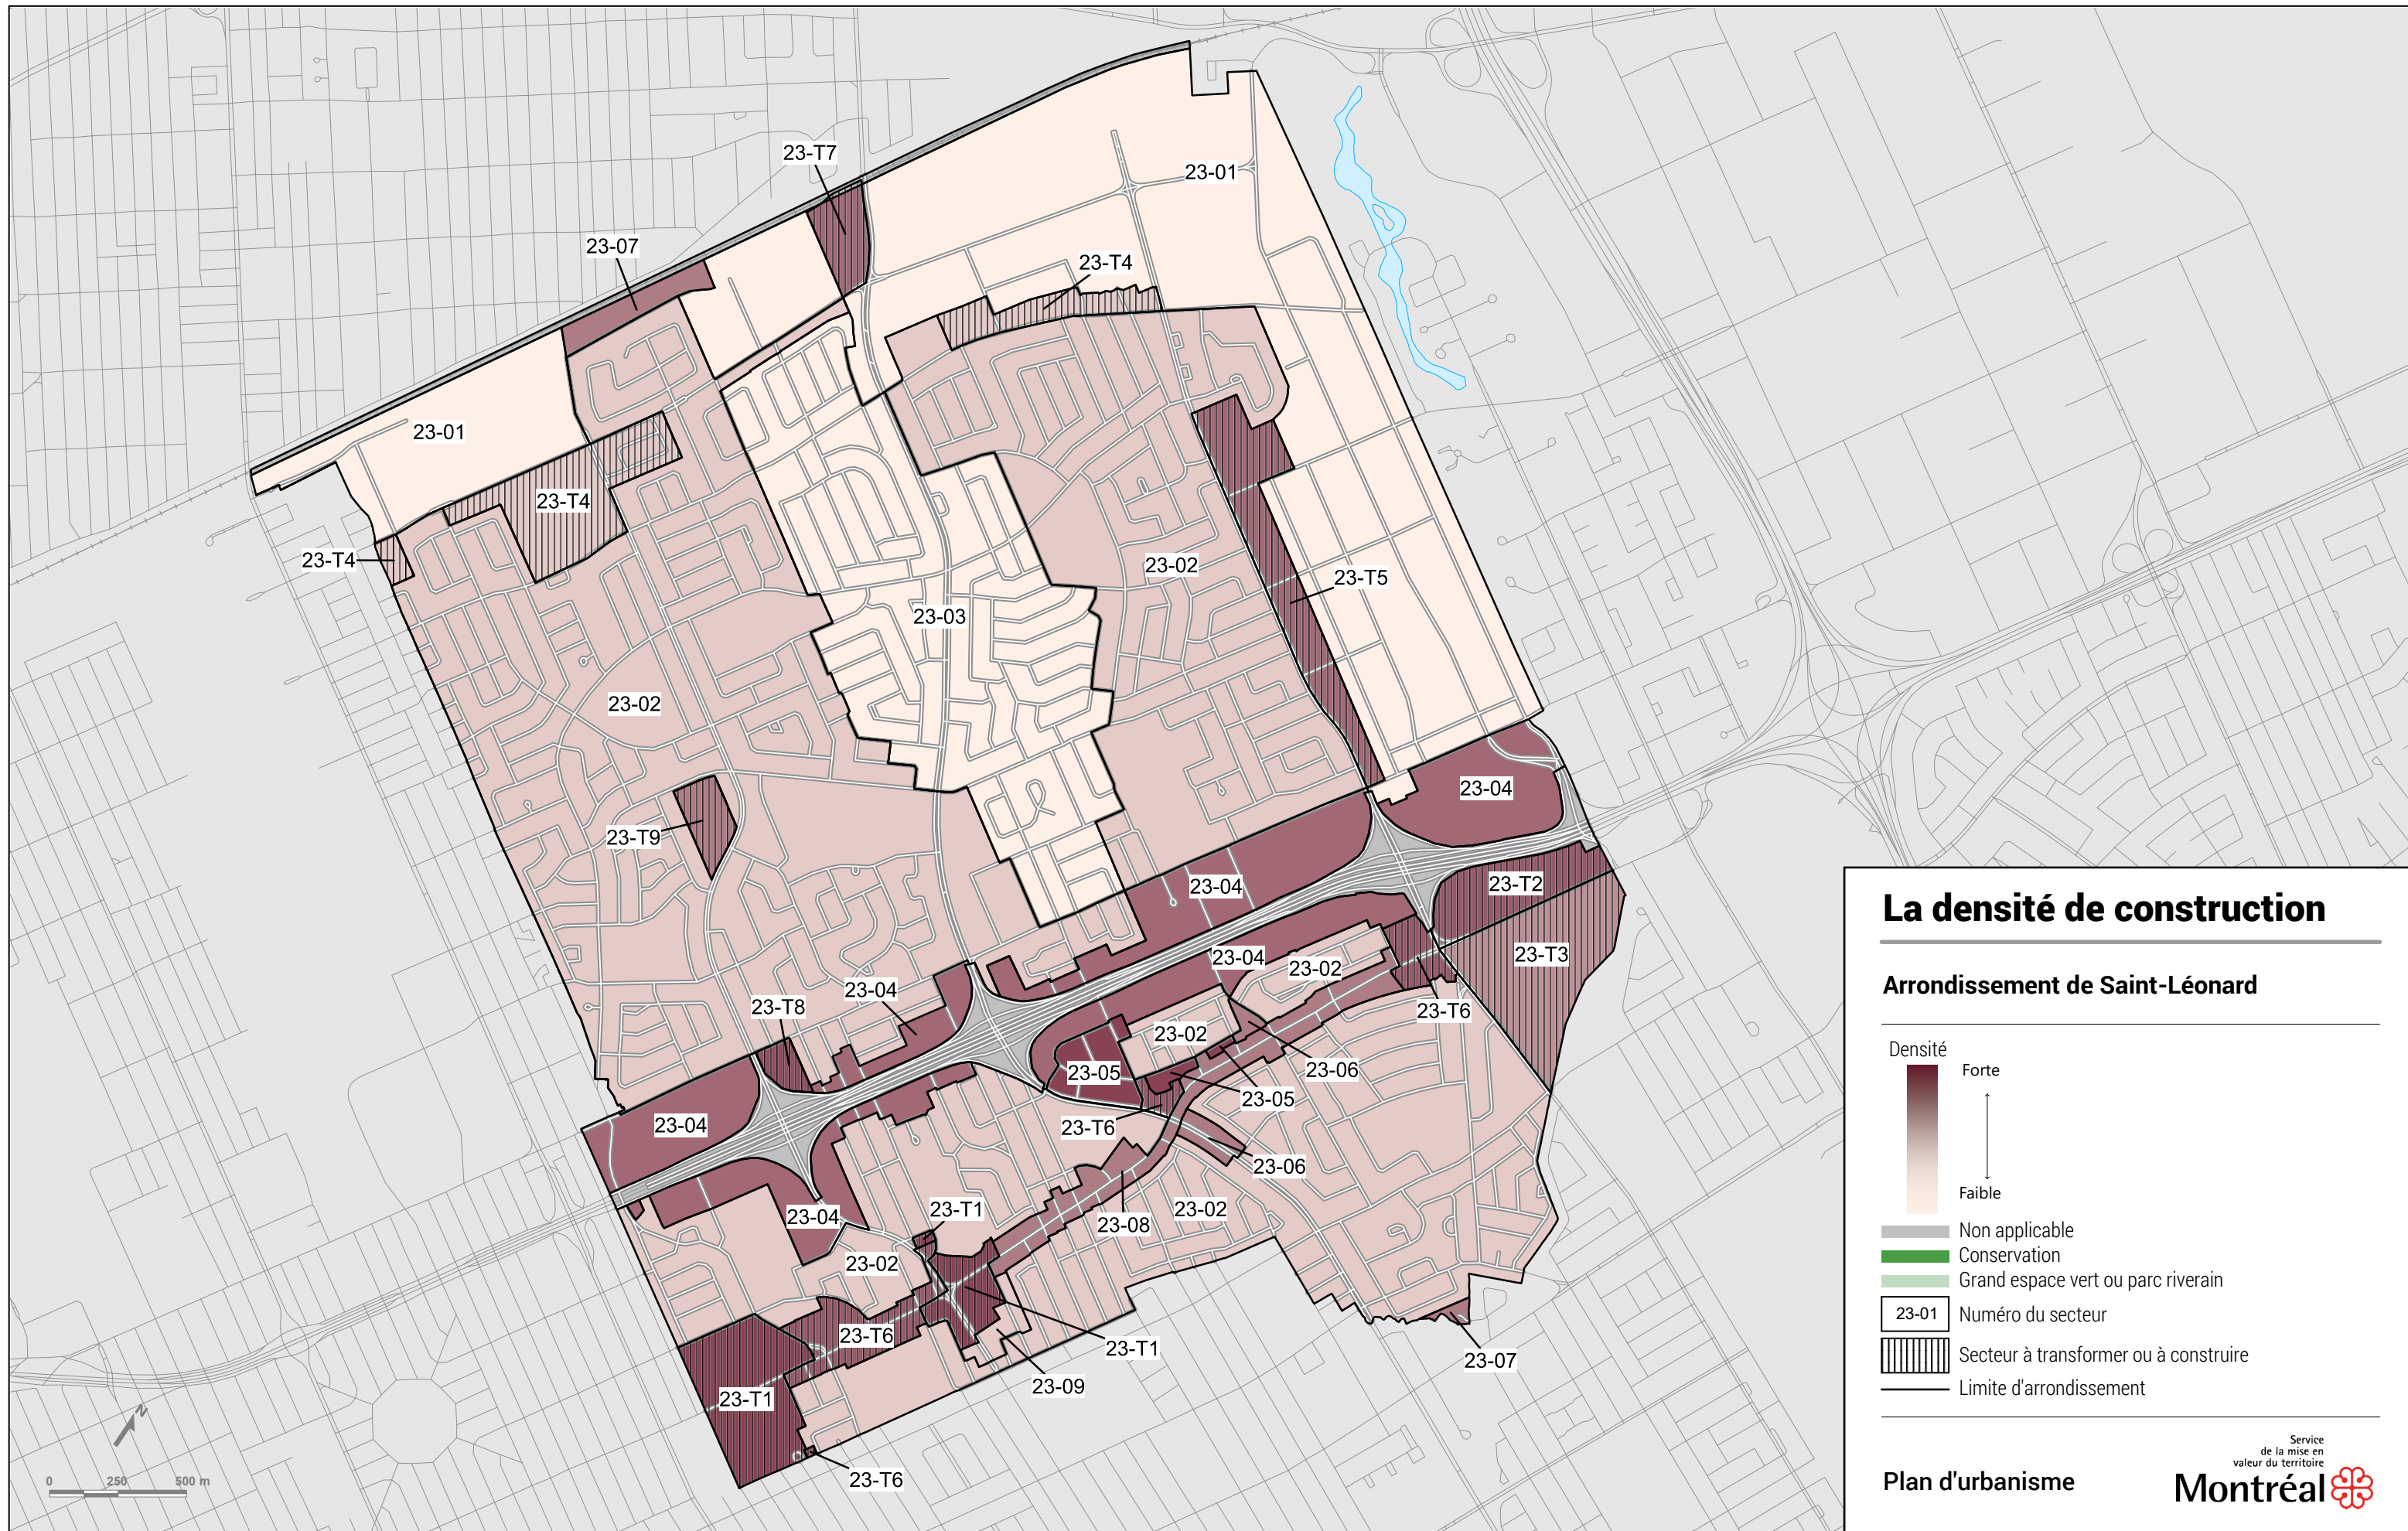 23-T7
23-01
23-07
23-T4
23-01
23-T4
23-T4
23-02
23-T5
23-03
23-02
23-04
23-T9
23-T2
23-04
23-T3
23-04
23-02
23-04
23-T8
23-T6
23-02
23-05
23-06
23-05
23-04
23-T6
23-06
23-T1
23-02
23-04
23-08
23-02
23-T6
23-T1
23-07
23-09
23-T1
23-T6
N
0 250 500 m
La densité de construction
Arrondissement de Saint-Léonard
Densité
Forte
Faible
Non applicable
Conservation
Grand espace vert ou parc riverain
23-01 Numéro du secteur
Secteur à transformer ou à construire
Limite d'arrondissement
Plan d'urbanisme
Service
de la mise en
valeur du territoire
Montréal